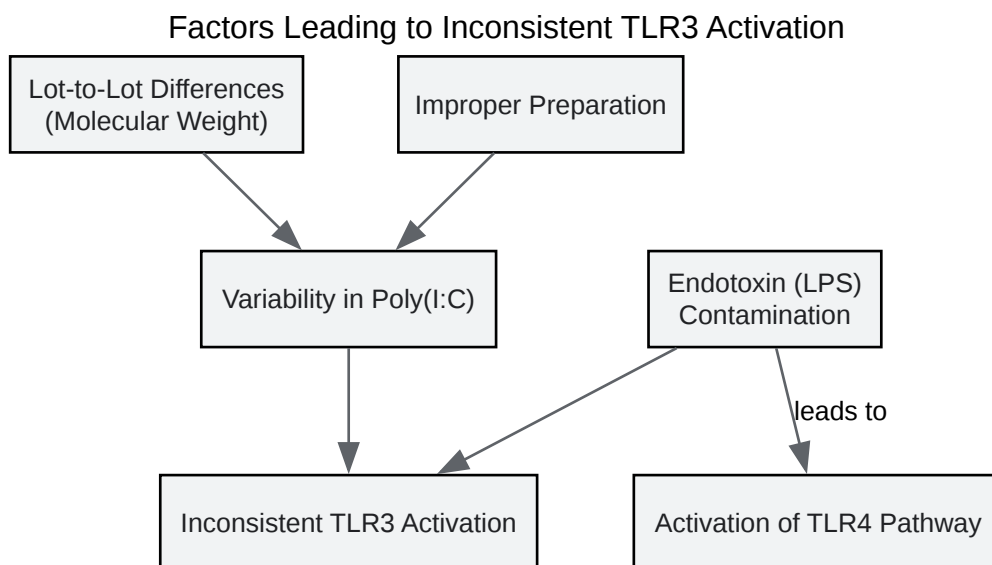 Factors Leading to Inconsistent TLR3 Activation
Lot-to-Lot Differences
(Molecular Weight)
Improper Preparation
Variability in Poly(I:C)
Endotoxin (LPS)
Contamination
leads to
Inconsistent TLR3 Activation
Activation of TLR4 Pathway